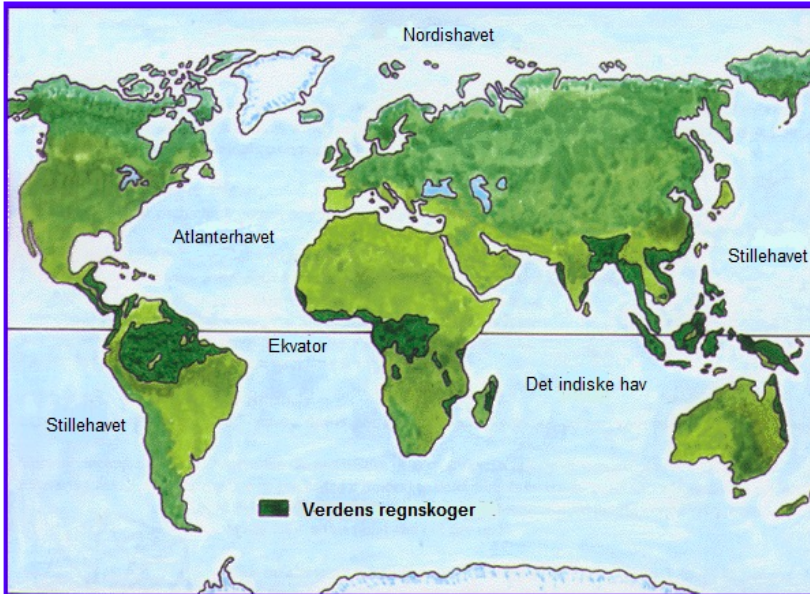 Nordishavet
Atlanterhavet
Stillehavet
Ekvator
Det indiske hav
Stillehavet
Verdens regnskoger